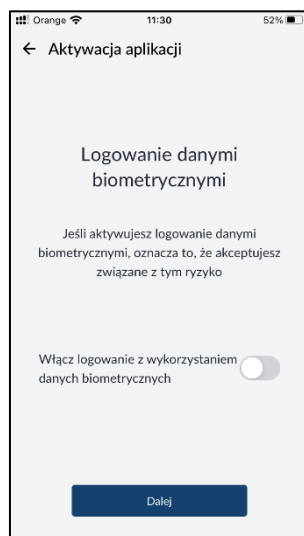 Orange 11:30 52%
← Aktywacja aplikacji
Logowanie danymi
biometrycznymi
Jeśli aktywujesz logowanie danymi
biometrycznymi, oznacza to, że akceptujesz
związane z tym ryzyko
Włącz logowanie z wykorzystaniem
danych biometrycznych
Dalej